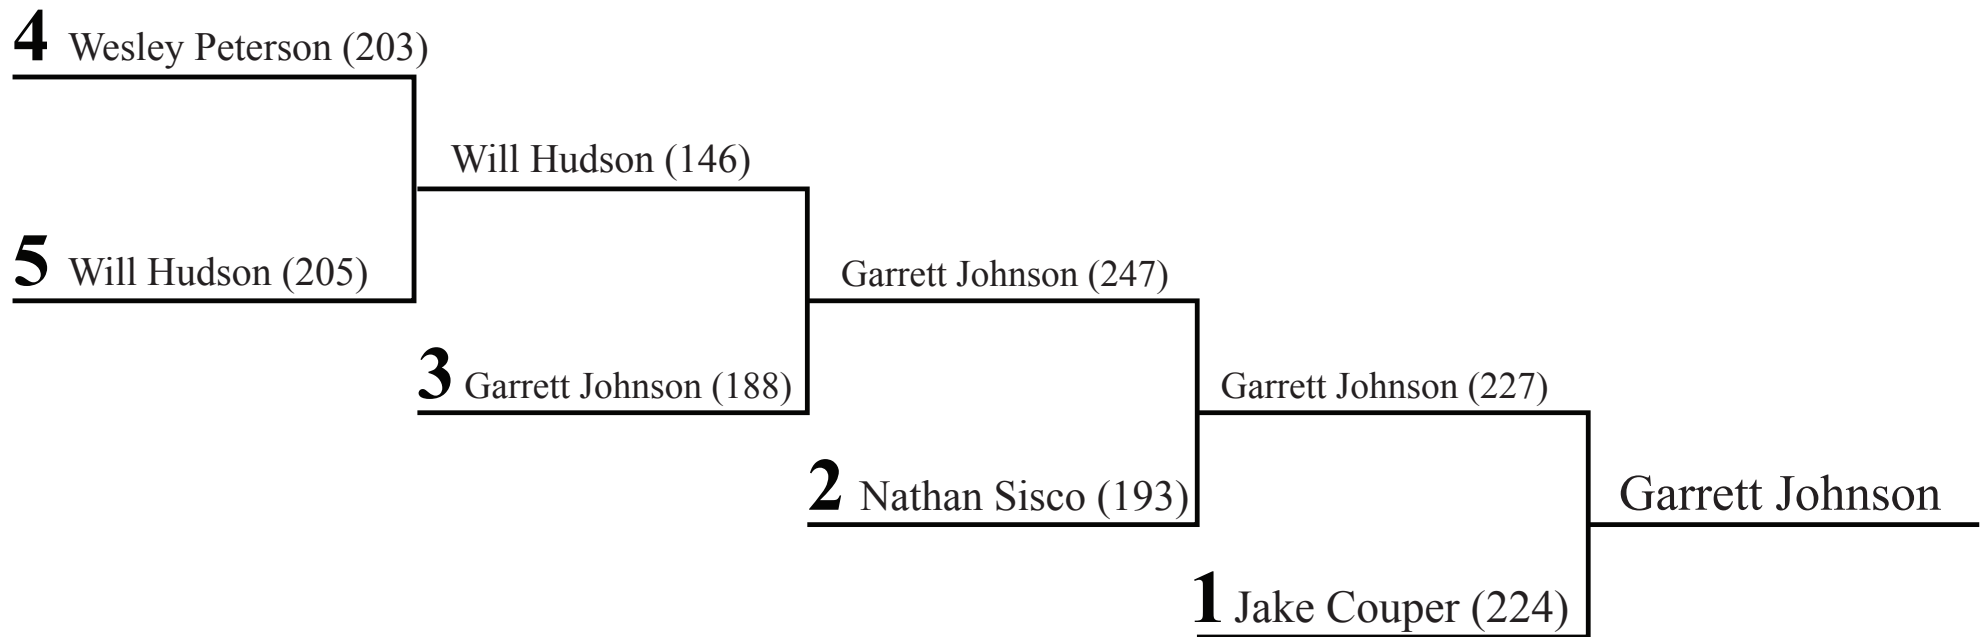 4 Wesley Peterson (203)
Will Hudson (146)
5 Will Hudson (205)
Garrett Johnson (247)
3 Garrett Johnson (188)
Garrett Johnson (227)
2 Nathan Sisco (193)
Garrett Johnson
1 Jake Couper (224)